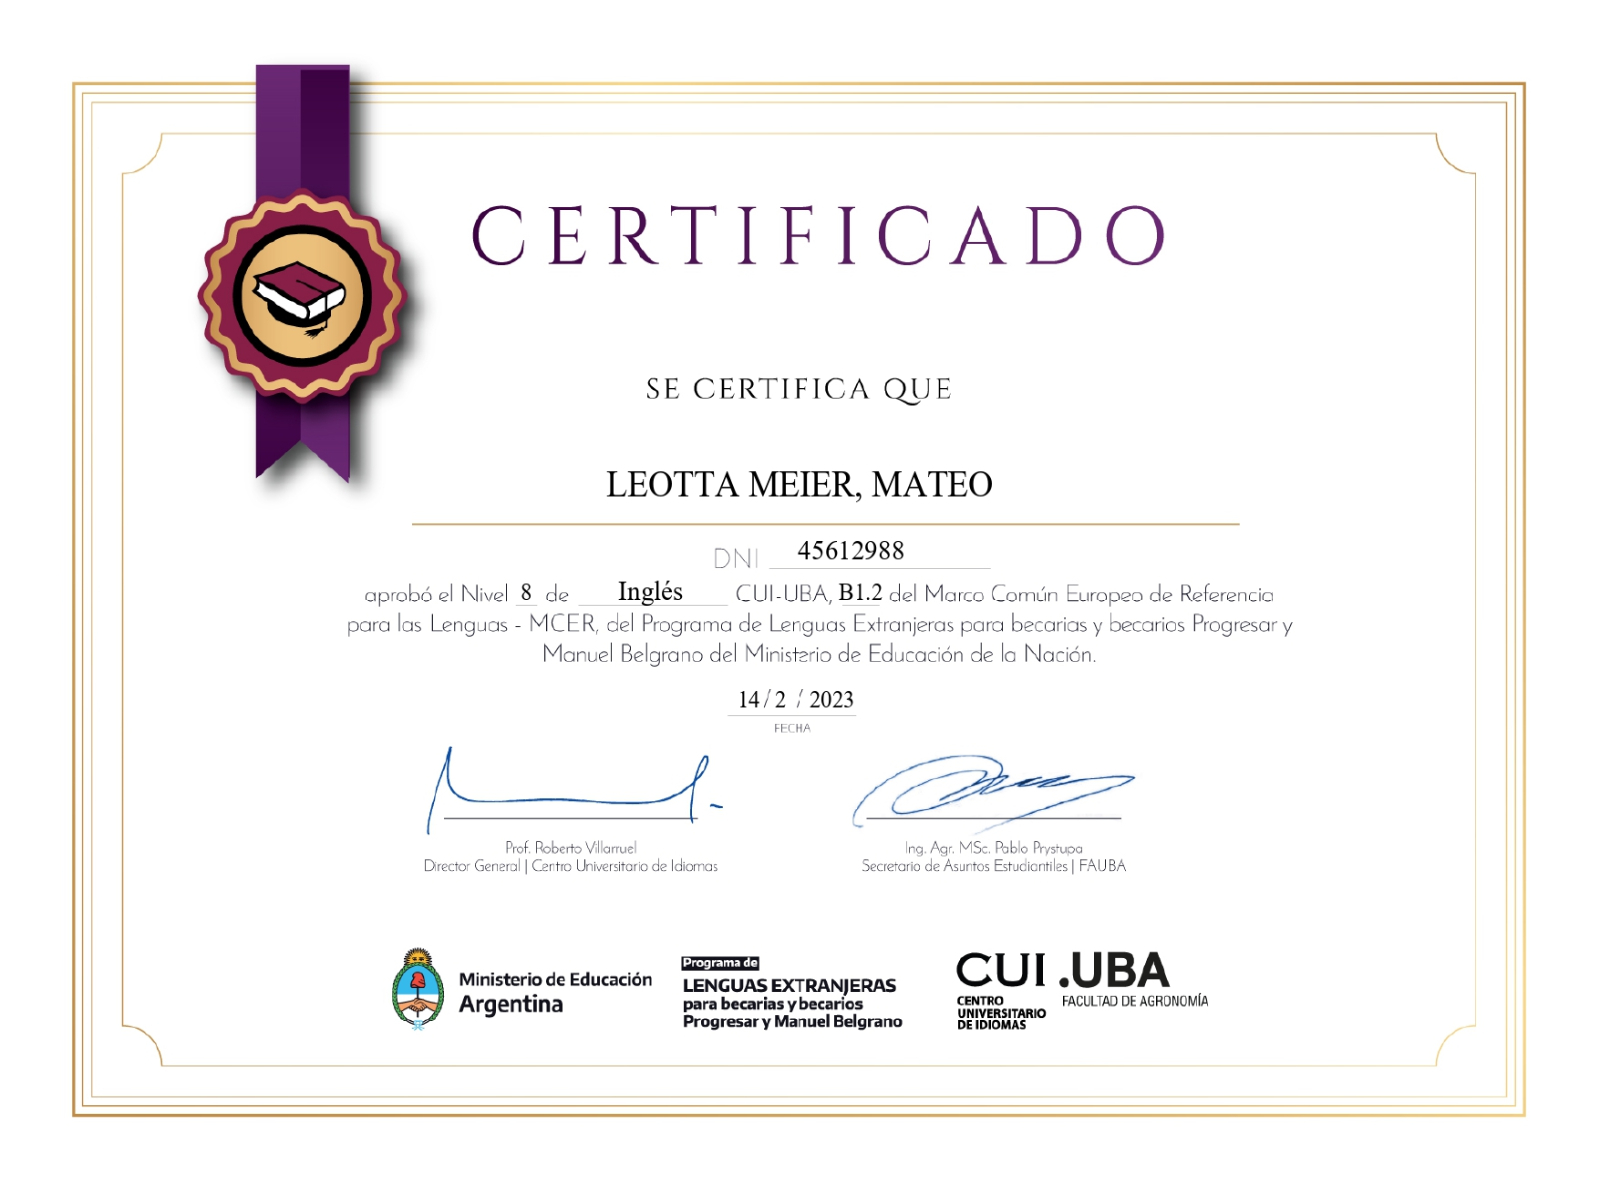 CERTIFICADO
SE CERTIFICA QUE
LEOTTA MEIER, MATEO
DNI 45612988
aprobó el Nivel 8 de Inglés CUI-UBA, B1.2 del Marco Común Europeo de Referencia
para las Lenguas - MCER, del Programa de Lenguas Extranjeras para becarias y becarios Progresar y
Manuel Belgrano del Ministerio de Educación de la Nación.
14 / 2 / 2023
FECHA
Prof. Roberto Villarruel
Director General | Centro Universitario de Idiomas
Ing. Agr. MSc. Pablo Prystupa
Secretario de Asuntos Estudiantiles | FAUBA
Ministerio de Educación
Argentina
Programa de
LENGUAS EXTRANJERAS
para becarias y becarios
Progresar y Manuel Belgrano
CUI .UBA
CENTRO
UNIVERSITARIO
DE IDIOMAS
FACULTAD DE AGRONOMÍA